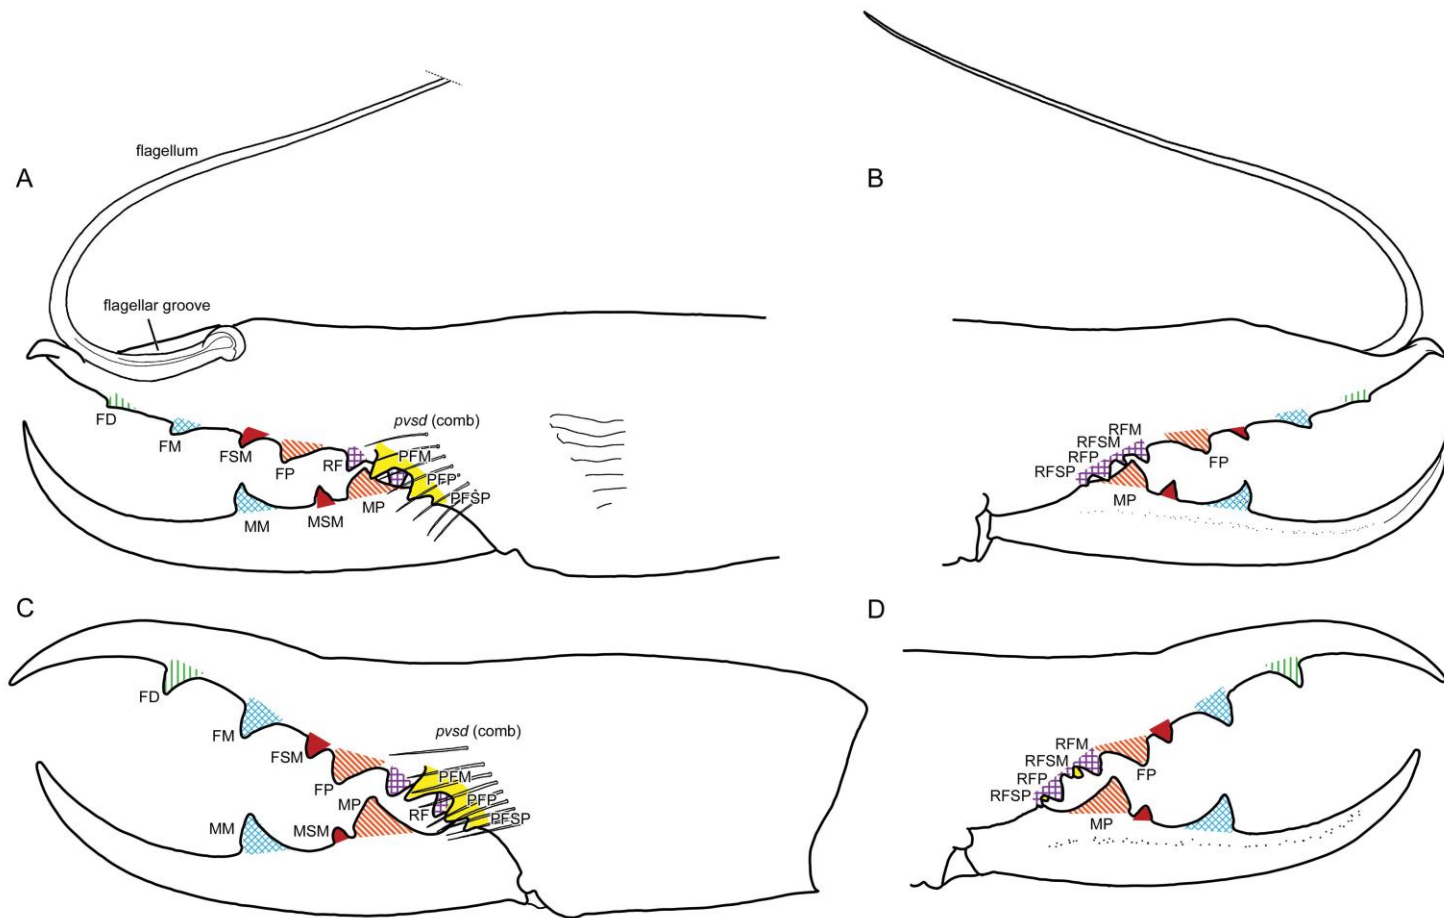 flagellum
A
B
flagellar groove
FD
FM
FSM
FP
RF
pvsd (comb)
PFM
PFP
PFSP
MM
MSM
MP
RFM
RFSM
RFP
RFSP
FP
MP
C
D
FD
FM
FSM
FP
pvsd (comb)
PFM
PFP
PFSP
RF
MP
MSM
MM
RFM
RFSM
RFP
RFSP
FP
MP